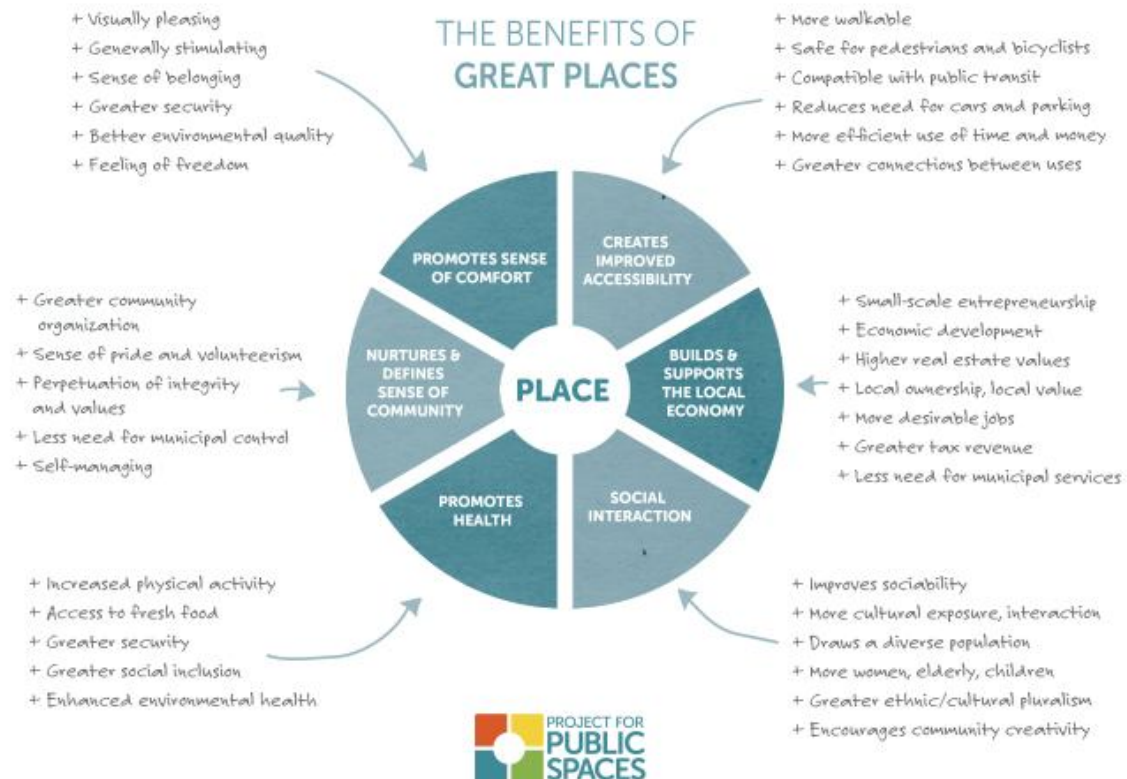 THE BENEFITS OF
GREAT PLACES
+ Visually pleasing
+ Generally stimulating
+ Sense of belonging
+ Greater security
+ Better environmental quality
+ Feeling of freedom
+ More walkable
+ Safe for pedestrians and bicyclists
+ Compatible with public transit
+ Reduces need for cars and parking
+ More efficient use of time and money
+ Greater connections between uses
PROMOTES SENSE
OF COMFORT
CREATES
IMPROVED
ACCESSIBILITY
+ Greater community
organization
+ Sense of pride and volunteerism
+ Perpetuation of integrity
and values
+ Less need for municipal control
+ Self-managing
NURTURES &
DEFINES
SENSE OF
COMMUNITY
PLACE
BUILDS &
SUPPORTS
THE LOCAL
ECONOMY
+ Small-scale entrepreneurship
+ Economic development
+ Higher real estate values
+ Local ownership, local value
+ More desirable jobs
+ Greater tax revenue
+ Less need for municipal services
PROMOTES
HEALTH
SOCIAL
INTERACTION
+ Increased physical activity
+ Access to fresh food
+ Greater security
+ Greater social inclusion
+ Enhanced environmental health
+ Improves sociability
+ More cultural exposure, interaction
+ Draws a diverse population
+ More women, elderly, children
+ Greater ethnic/cultural pluralism
+ Encourages community creativity
PROJECT FOR
PUBLIC
SPACES